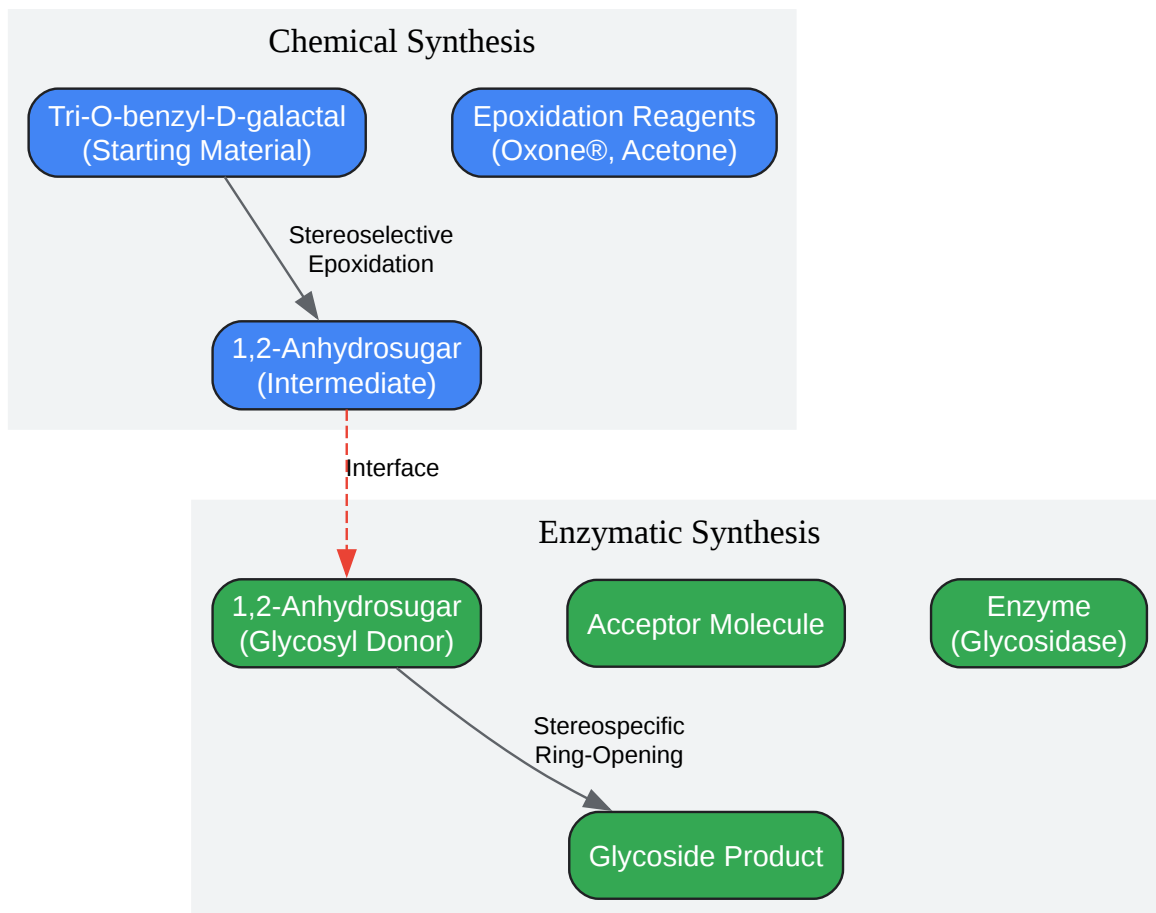 Chemical Synthesis
Tri-O-benzyl-D-galactal
(Starting Material)
Epoxidation Reagents
(Oxone®, Acetone)
Stereoselective
Epoxidation
1,2-Anhydrosugar
(Intermediate)
Interface
Enzymatic Synthesis
1,2-Anhydrosugar
(Glycosyl Donor)
Acceptor Molecule
Enzyme
(Glycosidase)
Stereospecific
Ring-Opening
Glycoside Product